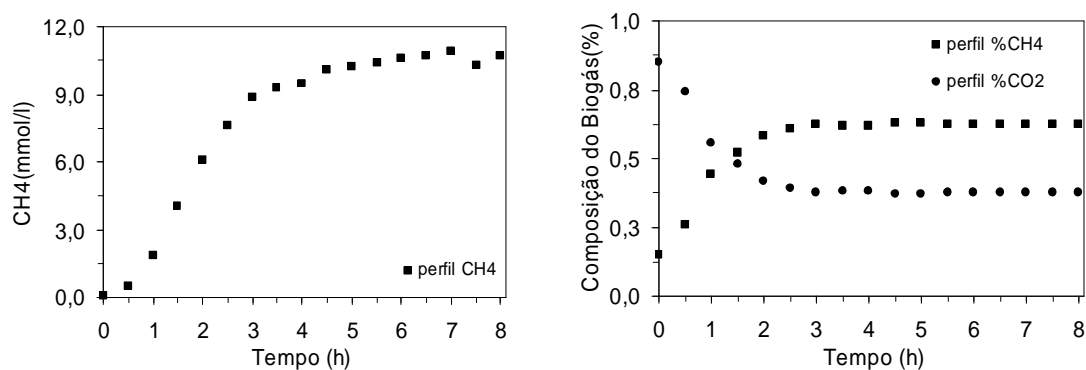 12,0
9,0
6,0
3,0
0,0
CH4(mmol/l)
perfil CH4
0 1 2 3 4 5 6 7 8
Tempo (h)
1,0
0,8
0,5
0,3
0,0
Composição do Biogás(%)
perfil %CH4
perfil %CO2
0 1 2 3 4 5 6 7 8
Tempo (h)